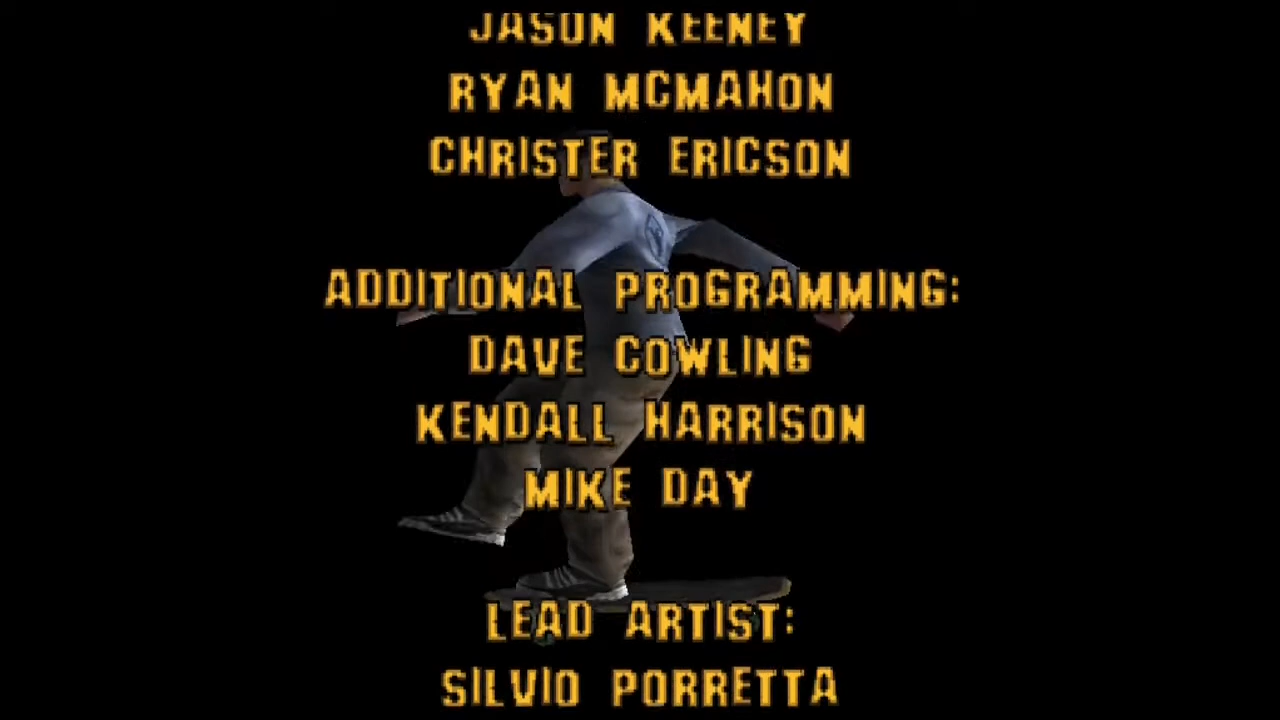 JASON KEENEY
RYAN MCMAHON
CHRISTER ERICSON
ADDITIONAL PROGRAMMING:
DAVE COWLING
KENDALL HARRISON
MIKE DAY
LEAD ARTIST:
SILVIO PORRETTA